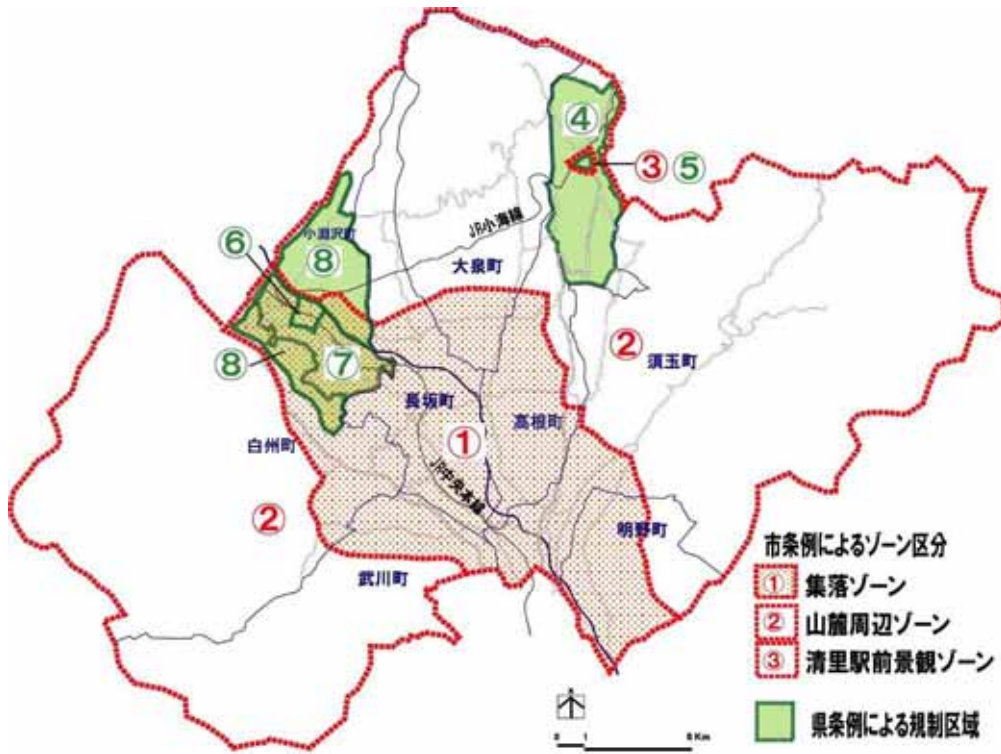 ④
③ ⑤
JR小海線
小淵沢町
⑥
⑧
大泉町
②
須玉町
⑧
⑦
長坂町
高根町
①
白州町
JR中央本線
②
明野町
武川町
市条例によるゾーン区分
① 集落ゾーン
② 山麓周辺ゾーン
③ 清里駅前景観ゾーン
県条例による規制区域
0 1
Km